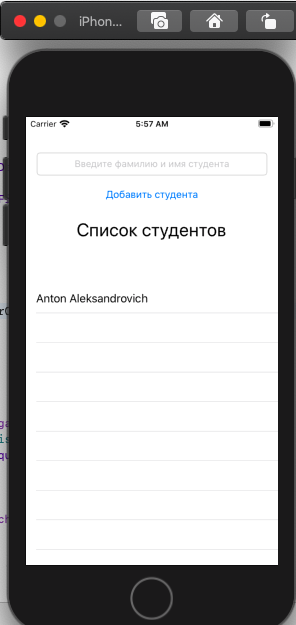 iPhon...
Carrier 5:57 AM
Введите фамилию и имя студента
Добавить студента
Список студентов
Anton Aleksandrovich